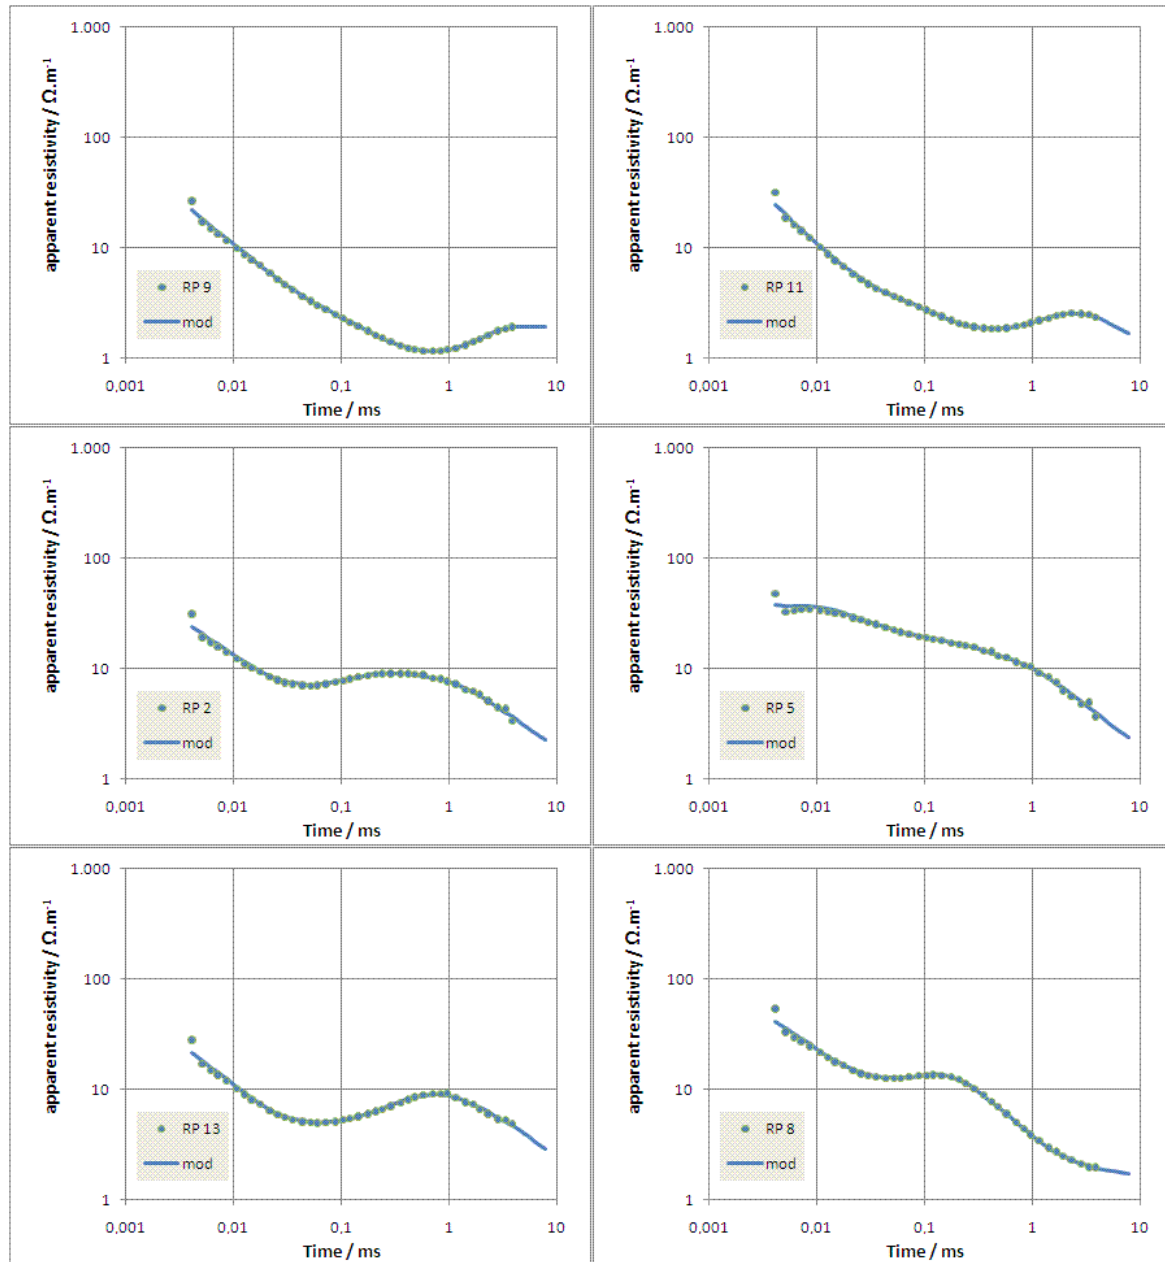 1.000
100
10
1
apparent resistivity / Ω.m-1
RP 9
mod
0,001 0,01 0,1 1 10
Time / ms
1.000
100
10
1
apparent resistivity / Ω.m-1
RP 11
mod
0,001 0,01 0,1 1 10
Time / ms
1.000
100
10
1
apparent resistivity / Ω.m-1
RP 2
mod
0,001 0,01 0,1 1 10
Time / ms
1.000
100
10
1
apparent resistivity / Ω.m-1
RP 5
mod
0,001 0,01 0,1 1 10
Time / ms
1.000
100
10
1
apparent resistivity / Ω.m-1
RP 13
mod
0,001 0,01 0,1 1 10
Time / ms
1.000
100
10
1
apparent resistivity / Ω.m-1
RP 8
mod
0,001 0,01 0,1 1 10
Time / ms